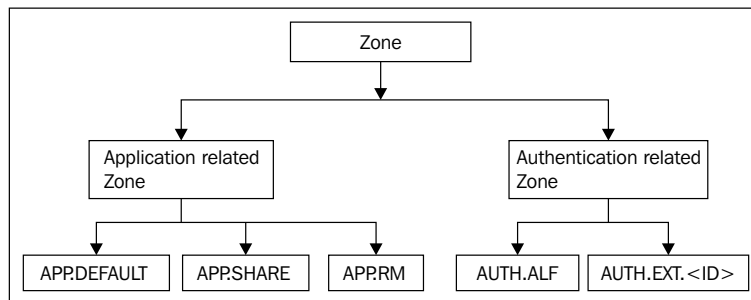 Zone
Application related
Zone
Authentication related
Zone
APP.DEFAULT
APP.SHARE
APP.RM
AUTH.ALF
AUTH.EXT.<ID>